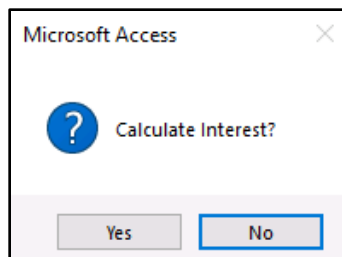 Microsoft Access
Calculate Interest?
Yes No